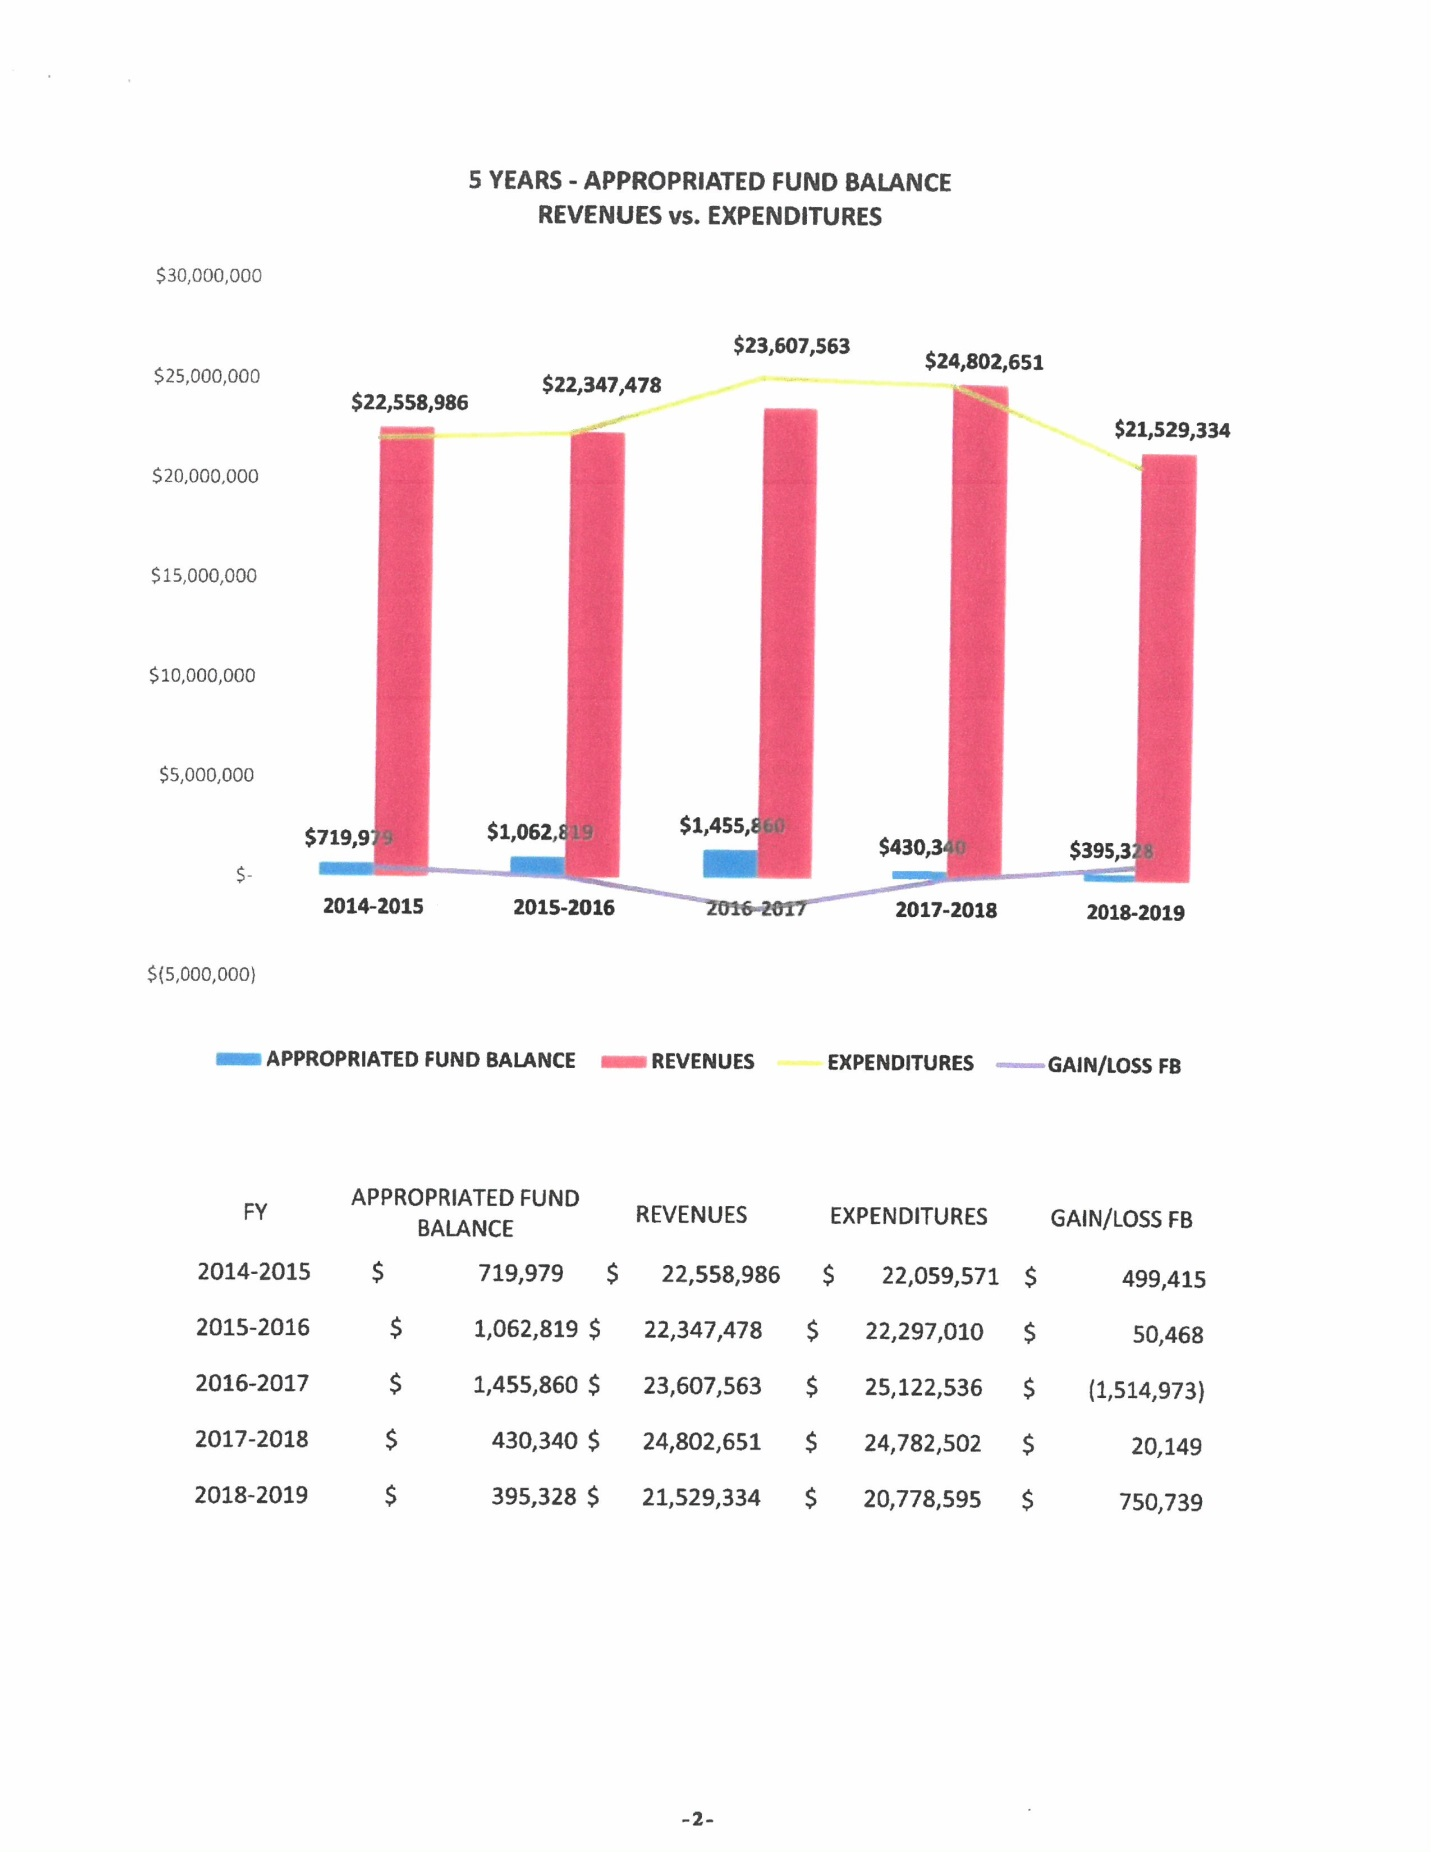 5 YEARS - APPROPRIATED FUND BALANCE
REVENUES vs. EXPENDITURES
$30,000,000
$25,000,000
$20,000,000
$15,000,000
$10,000,000
$5,000,000
$-
$(5,000,000)
$22,558,986
$22,347,478
$23,607,563
$24,802,651
$21,529,334
$719,979
$1,062,819
$1,455,860
$430,340
$395,328
2014-2015
2015-2016
2016-2017
2017-2018
2018-2019
APPROPRIATED FUND BALANCE REVENUES EXPENDITURES GAIN/LOSS FB
FY APPROPRIATED FUND BALANCE REVENUES EXPENDITURES GAIN/LOSS FB
2014-2015 $ 719,979 $ 22,558,986 $ 22,059,571 $ 499,415
2015-2016 $ 1,062,819 $ 22,347,478 $ 22,297,010 $ 50,468
2016-2017 $ 1,455,860 $ 23,607,563 $ 25,122,536 $ (1,514,973)
2017-2018 $ 430,340 $ 24,802,651 $ 24,782,502 $ 20,149
2018-2019 $ 395,328 $ 21,529,334 $ 20,778,595 $ 750,739
-2-